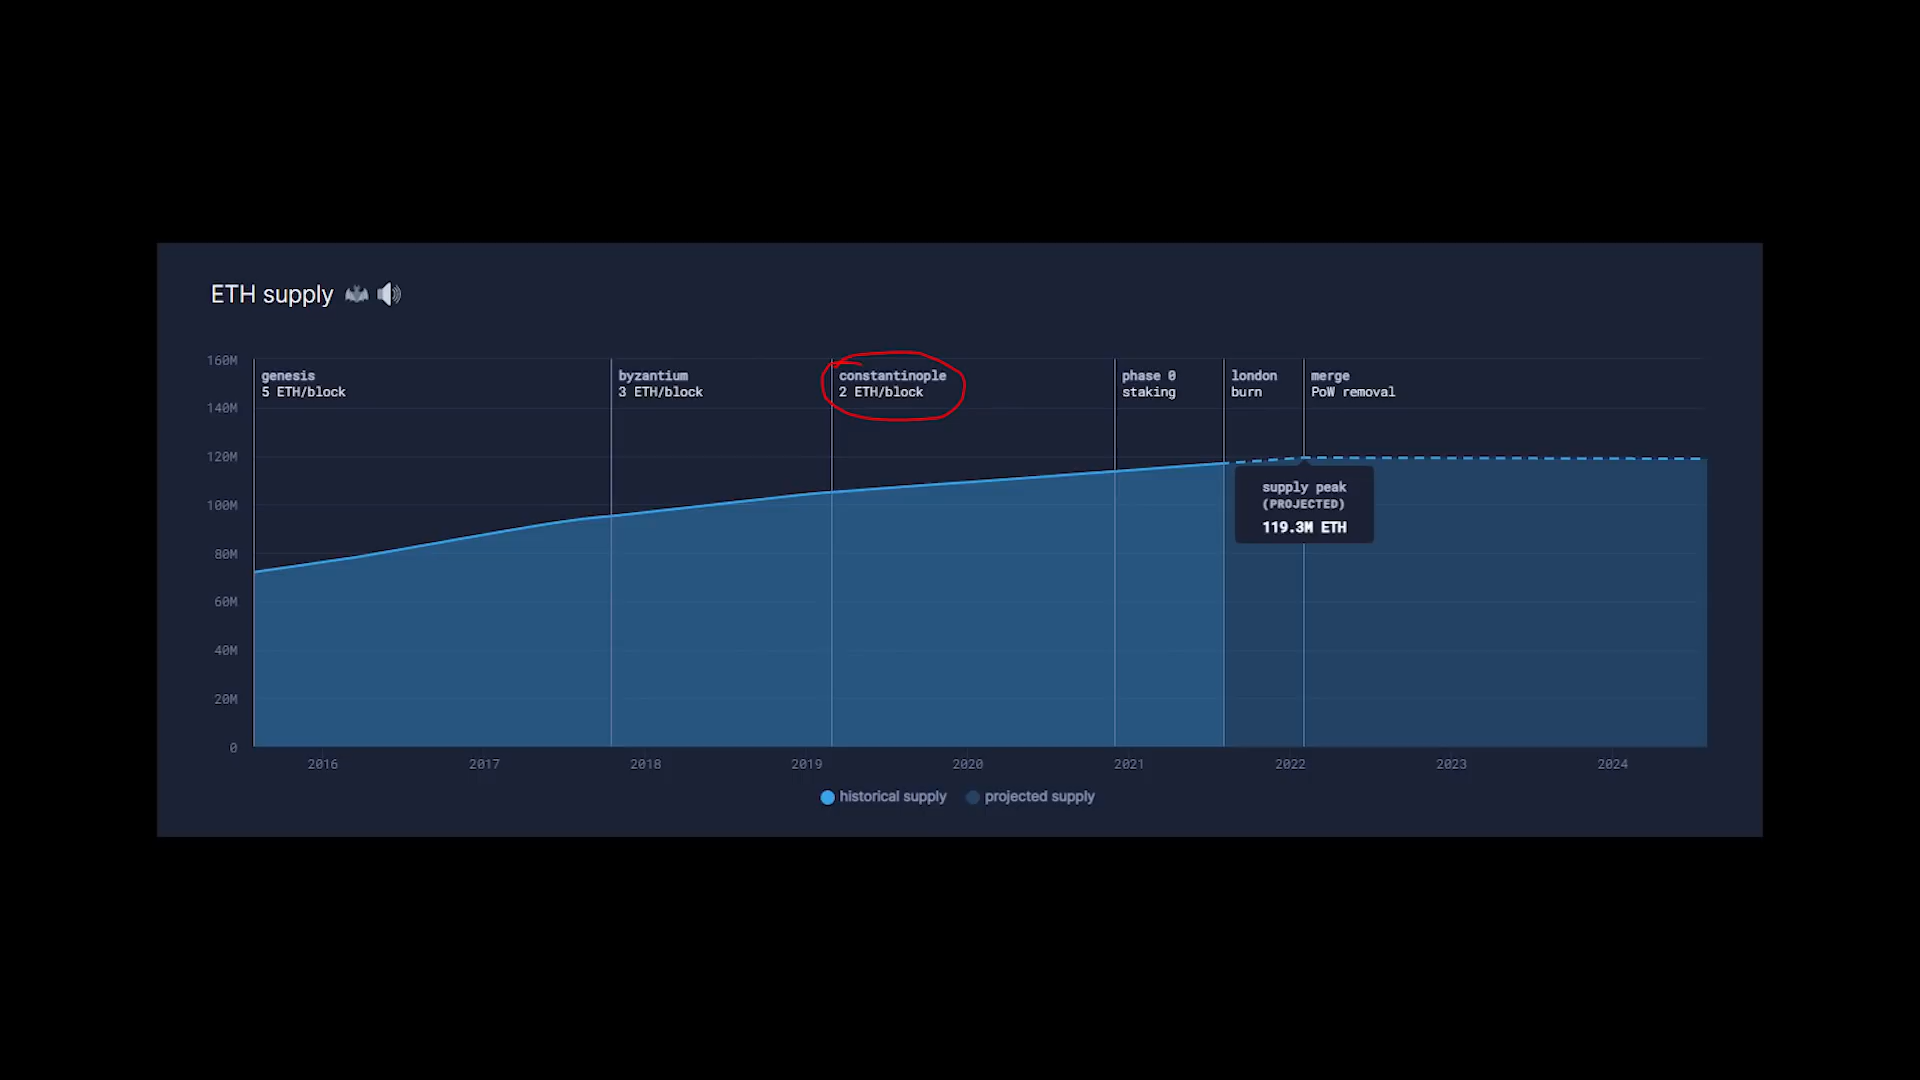 ETH supply
160M
140M
120M
100M
80M
60M
40M
20M
0
genesis
5 ETH/block
byzantium
3 ETH/block
constantinople
2 ETH/block
phase 0
staking
london
burn
merge
PoW removal
supply peak
(PROJECTED)
119.3M ETH
2016
2017
2018
2019
2020
2021
2022
2023
2024
historical supply
projected supply